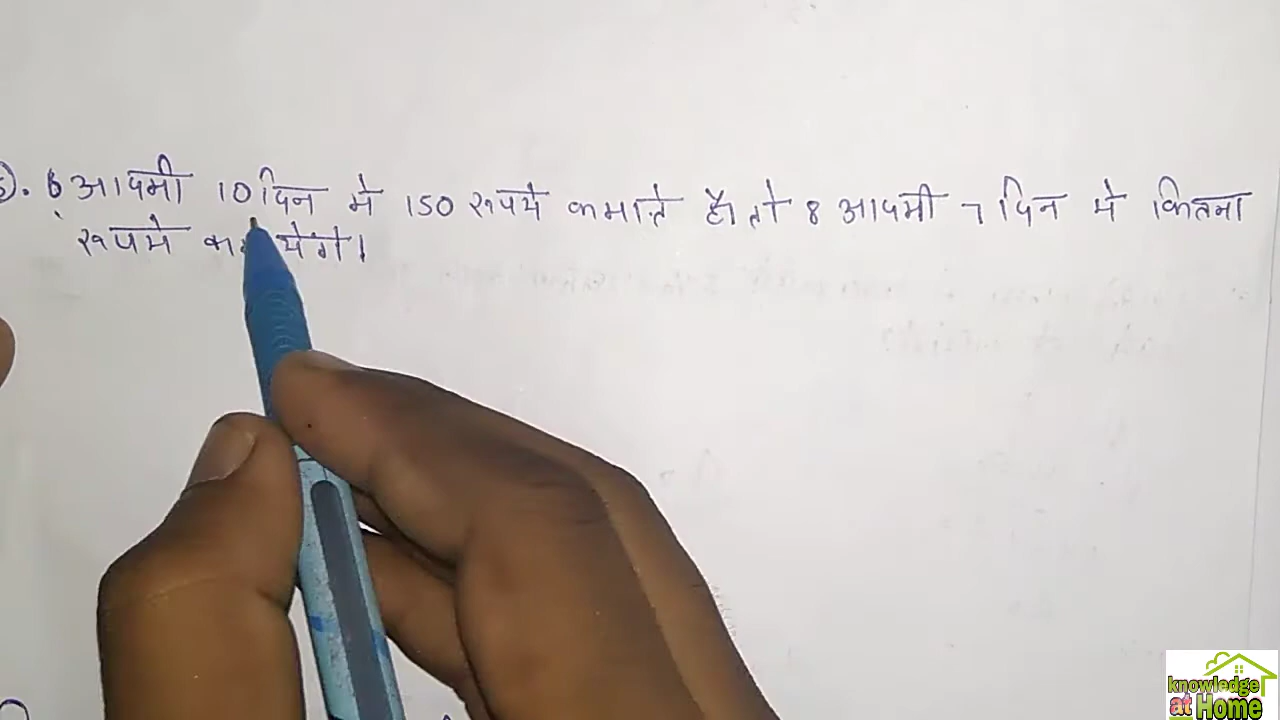 6 आदमी 10 दिन में 150 रूपये कमाते है। तो 8 आदमी 7 दिन में कितना
रूपये
knowledge
at Home